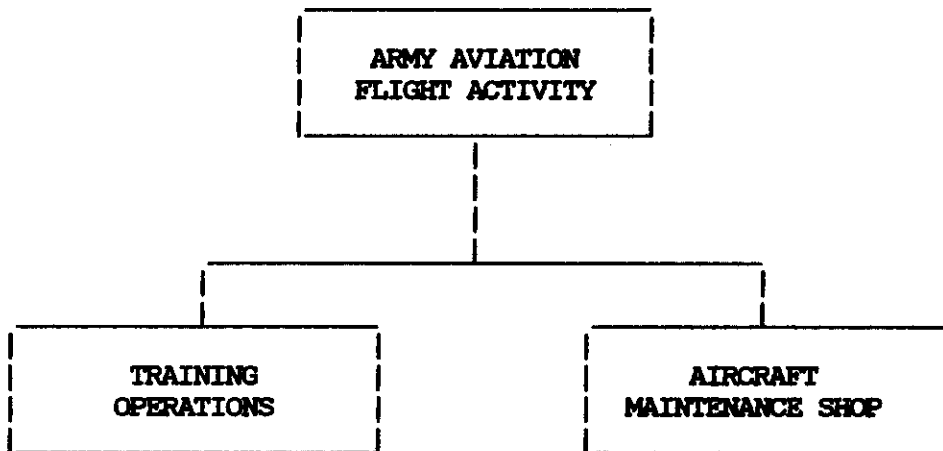 ARMY AVIATION
FLIGHT ACTIVITY
TRAINING
OPERATIONS
AIRCRAFT
MAINTENANCE SHOP